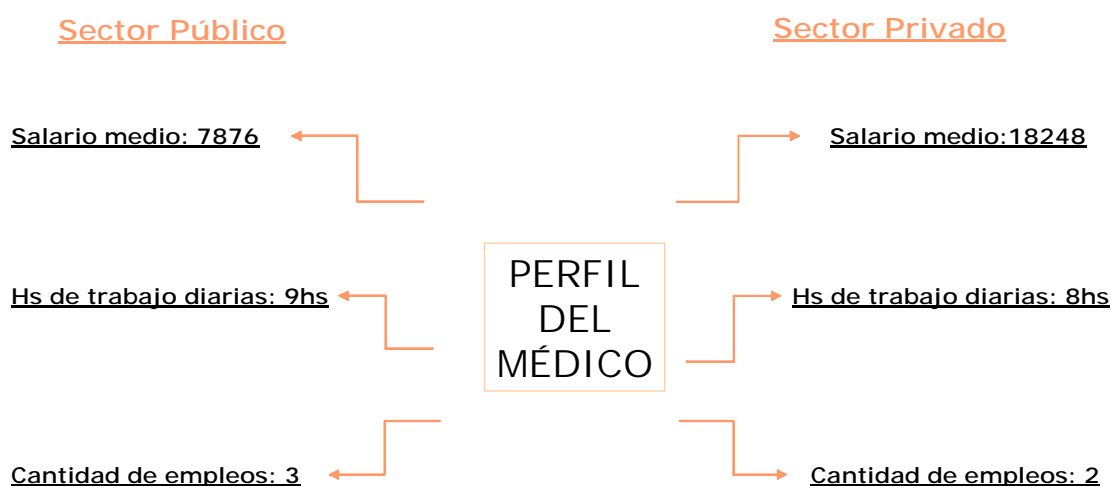 Sector Público
Sector Privado
Salario medio: 7876
Salario medio:18248
PERFIL
DEL
MÉDICO
Hs de trabajo diarias: 9hs
Hs de trabajo diarias: 8hs
Cantidad de empleos: 3
Cantidad de empleos: 2